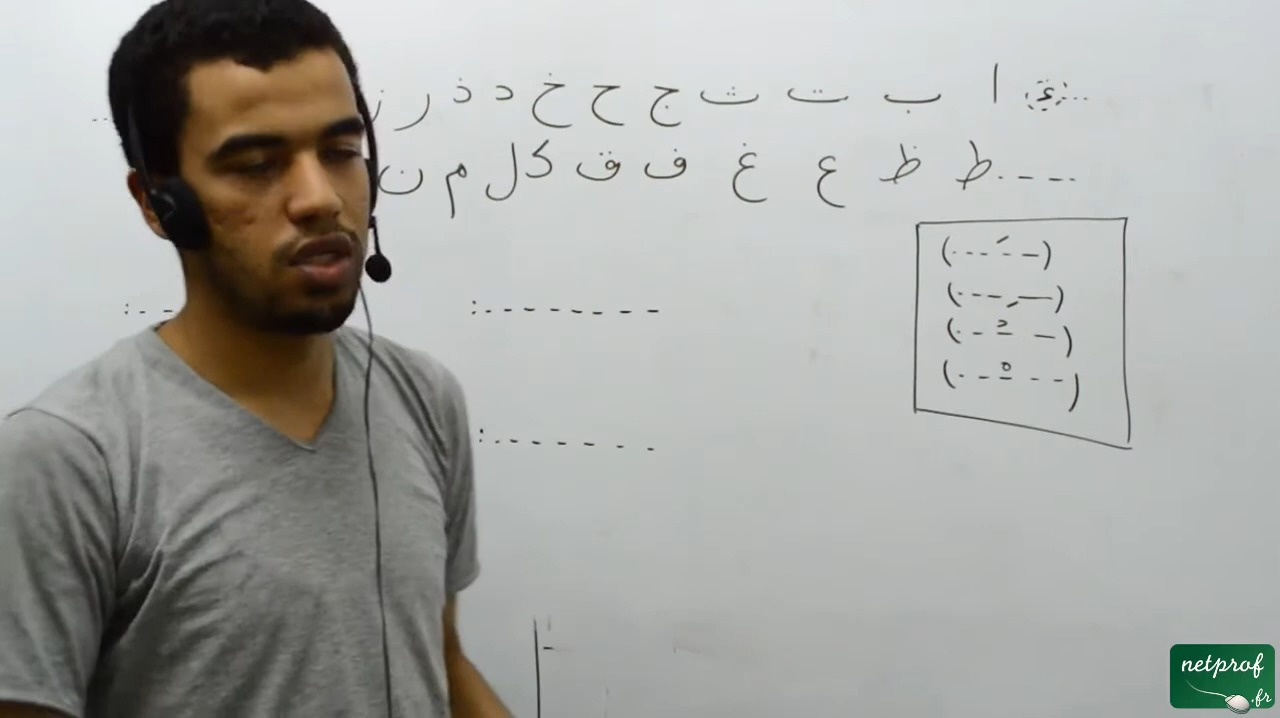 ا ب ت ث ج ح خ د ذ ر ز
ط ظ ع غ ف ق ك ل م ن
netprof
.fr